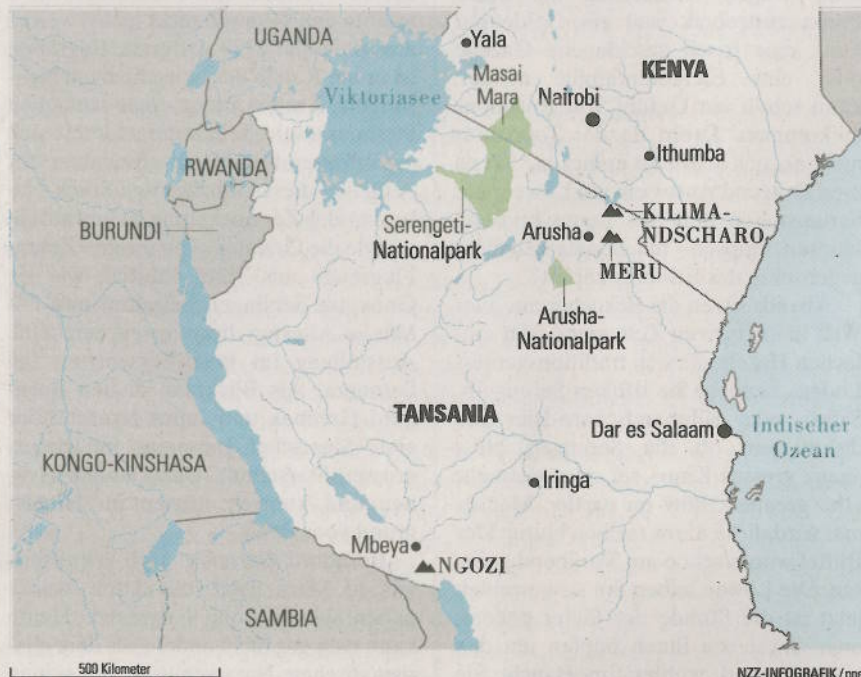 UGANDA
Yala
Masai
Mara
KENYA
Viktoriasee
Nairobi
Ithumba
RWANDA
BURUNDI
Serengeti-
Nationalpark
Arusha
KILIMA-
NDSCHARO
MERU
Arusha-
Nationalpark
TANSANIA
Dar es Salaam
Indischer
Ozean
KONGO-KINSHASA
Iringa
Mbeya
NGOZI
SAMBIA
500 Kilometer
NZZ-INFOGRAFIK/